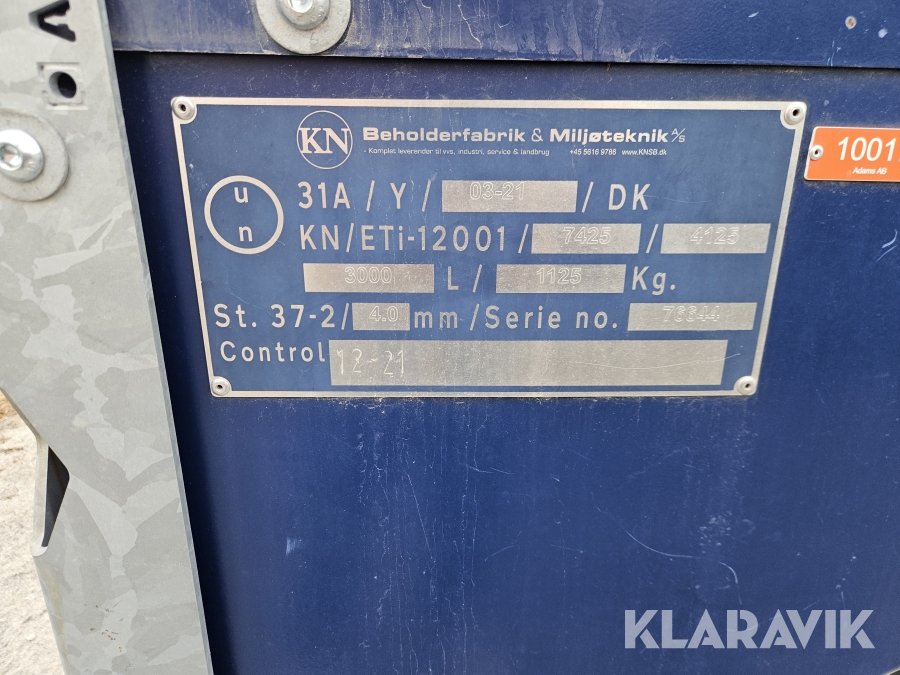 KN Beholderfabrik & Miljøteknik A/S
- Komplet leverandør til vvs, industri, service & landbrug +45 5616 9786 www.KNSB.dk
un
31A / Y / 03-21 / DK
KN/ETi-12001 / 7425 / 4125
3000 L / 1125 Kg.
St. 37-2 / 4.0 mm / Serie no. 76644
Control 12-21
1001
Adams AB
A
KLARAVIK